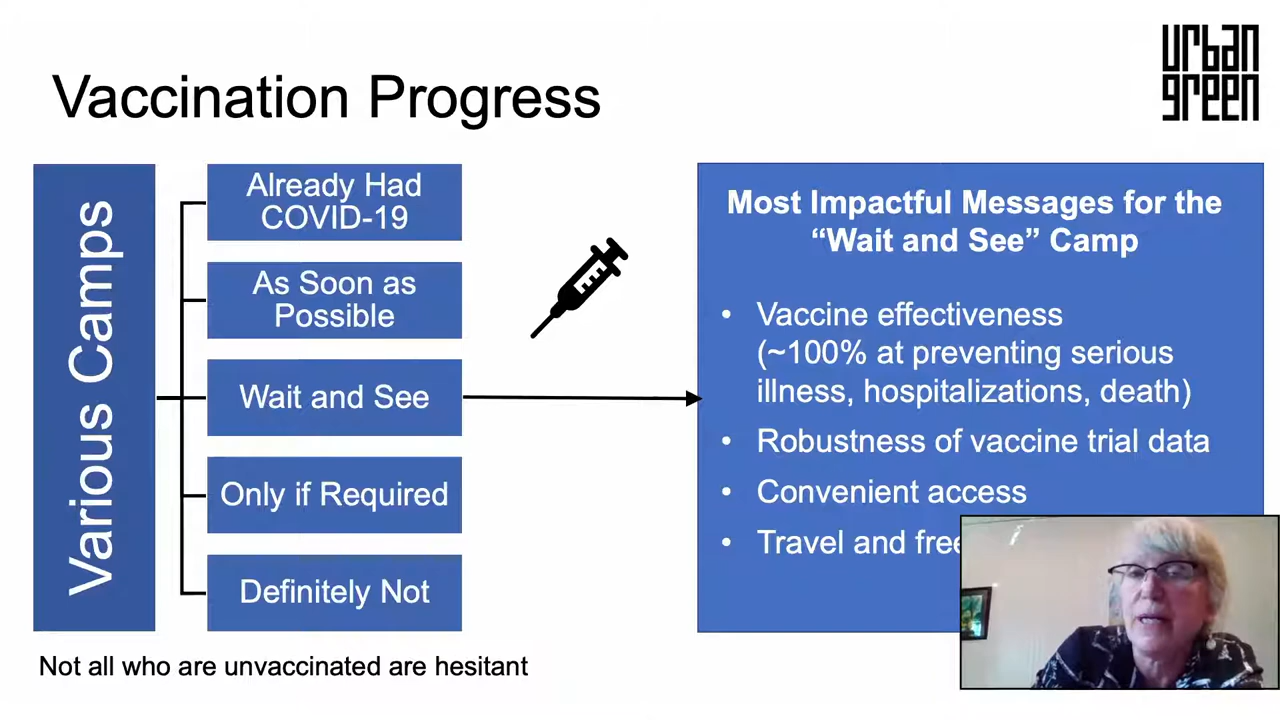 Vaccination Progress
urban
green
Various Camps
Already Had
COVID-19
As Soon as
Possible
Wait and See
Only if Required
Definitely Not
Not all who are unvaccinated are hesitant
Most Impactful Messages for the
“Wait and See” Camp
• Vaccine effectiveness
(~100% at preventing serious
illness, hospitalizations, death)
• Robustness of vaccine trial data
• Convenient access
• Travel and